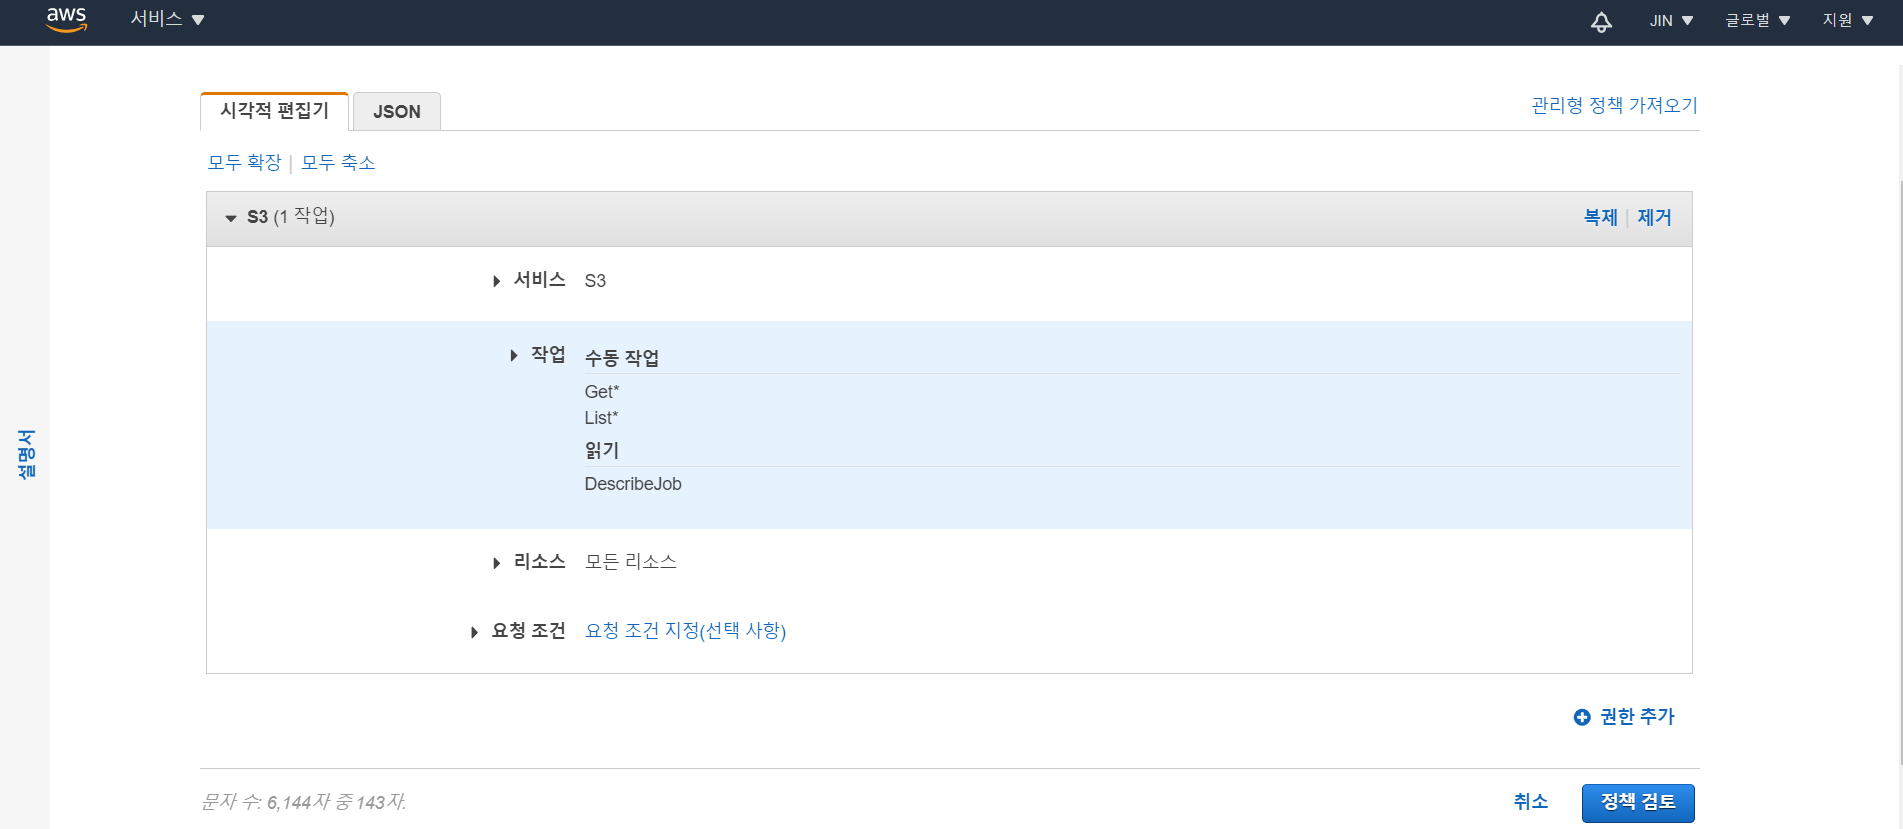 aws 서비스 JIN 글로벌 지원
시각적 편집기 JSON 관리형 정책 가져오기
모두 확장 | 모두 축소
S3 (1 작업) 복제 | 제거
서비스 S3
작업 수동 작업
Get*
List*
읽기
DescribeJob
리소스 모든 리소스
요청 조건 요청 조건 지정(선택 사항)
권한 추가
문자 수: 6,144자 중 143자. 취소 정책 검토
설명서